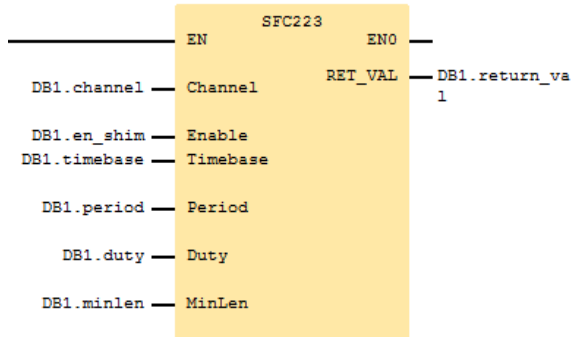 SFC223
EN ENO
DB1.channel Channel RET_VAL DB1.return_va
l
DB1.en_shim Enable
DB1.timebase Timebase
DB1.period Period
DB1.duty Duty
DB1.minlen MinLen